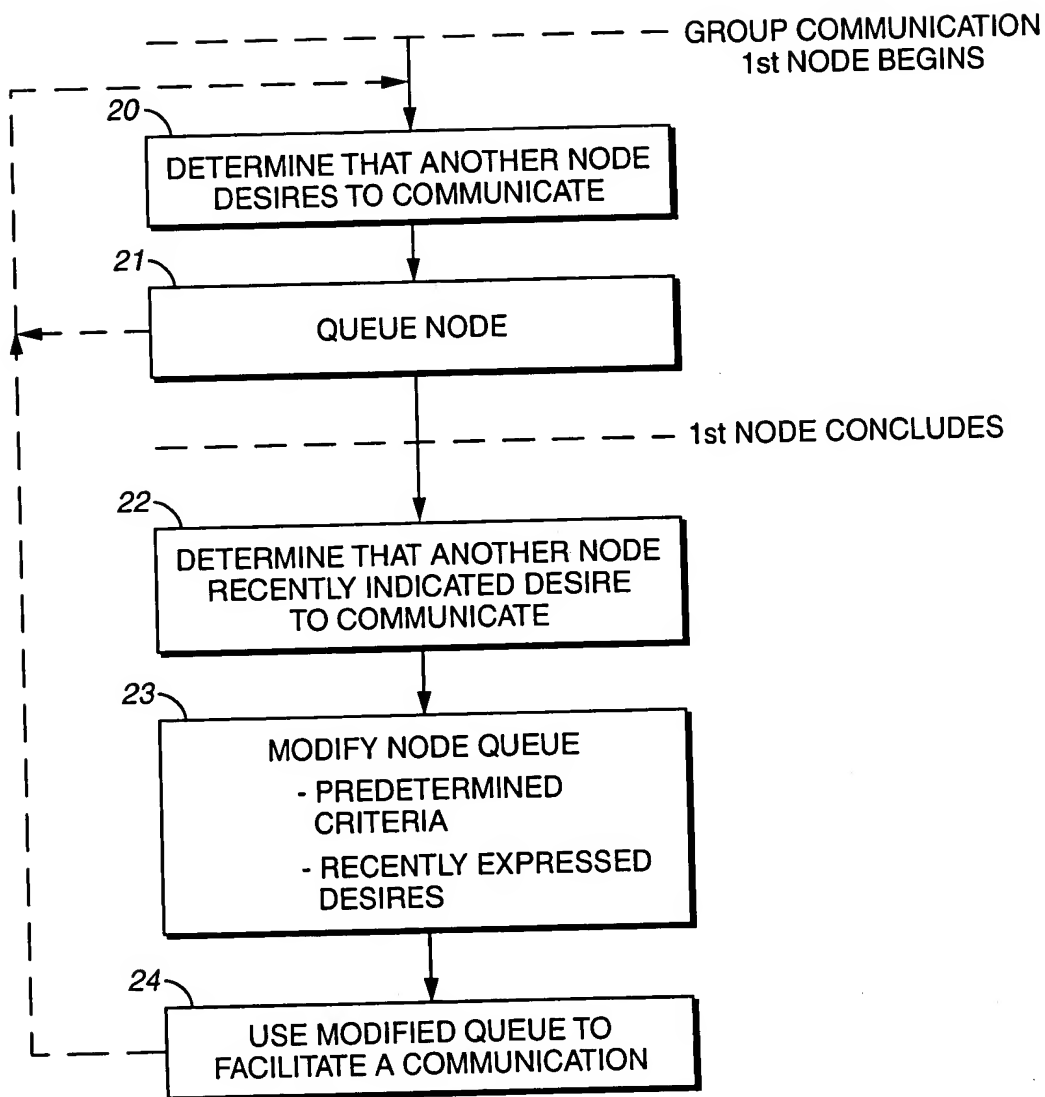 GROUP COMMUNICATION
1st NODE BEGINS
20
DETERMINE THAT ANOTHER NODE
DESIRES TO COMMUNICATE
21
QUEUE NODE
1st NODE CONCLUDES
22
DETERMINE THAT ANOTHER NODE
RECENTLY INDICATED DESIRE
TO COMMUNICATE
23
MODIFY NODE QUEUE
- PREDETERMINED
CRITERIA
- RECENTLY EXPRESSED
DESIRES
24
USE MODIFIED QUEUE TO
FACILITATE A COMMUNICATION